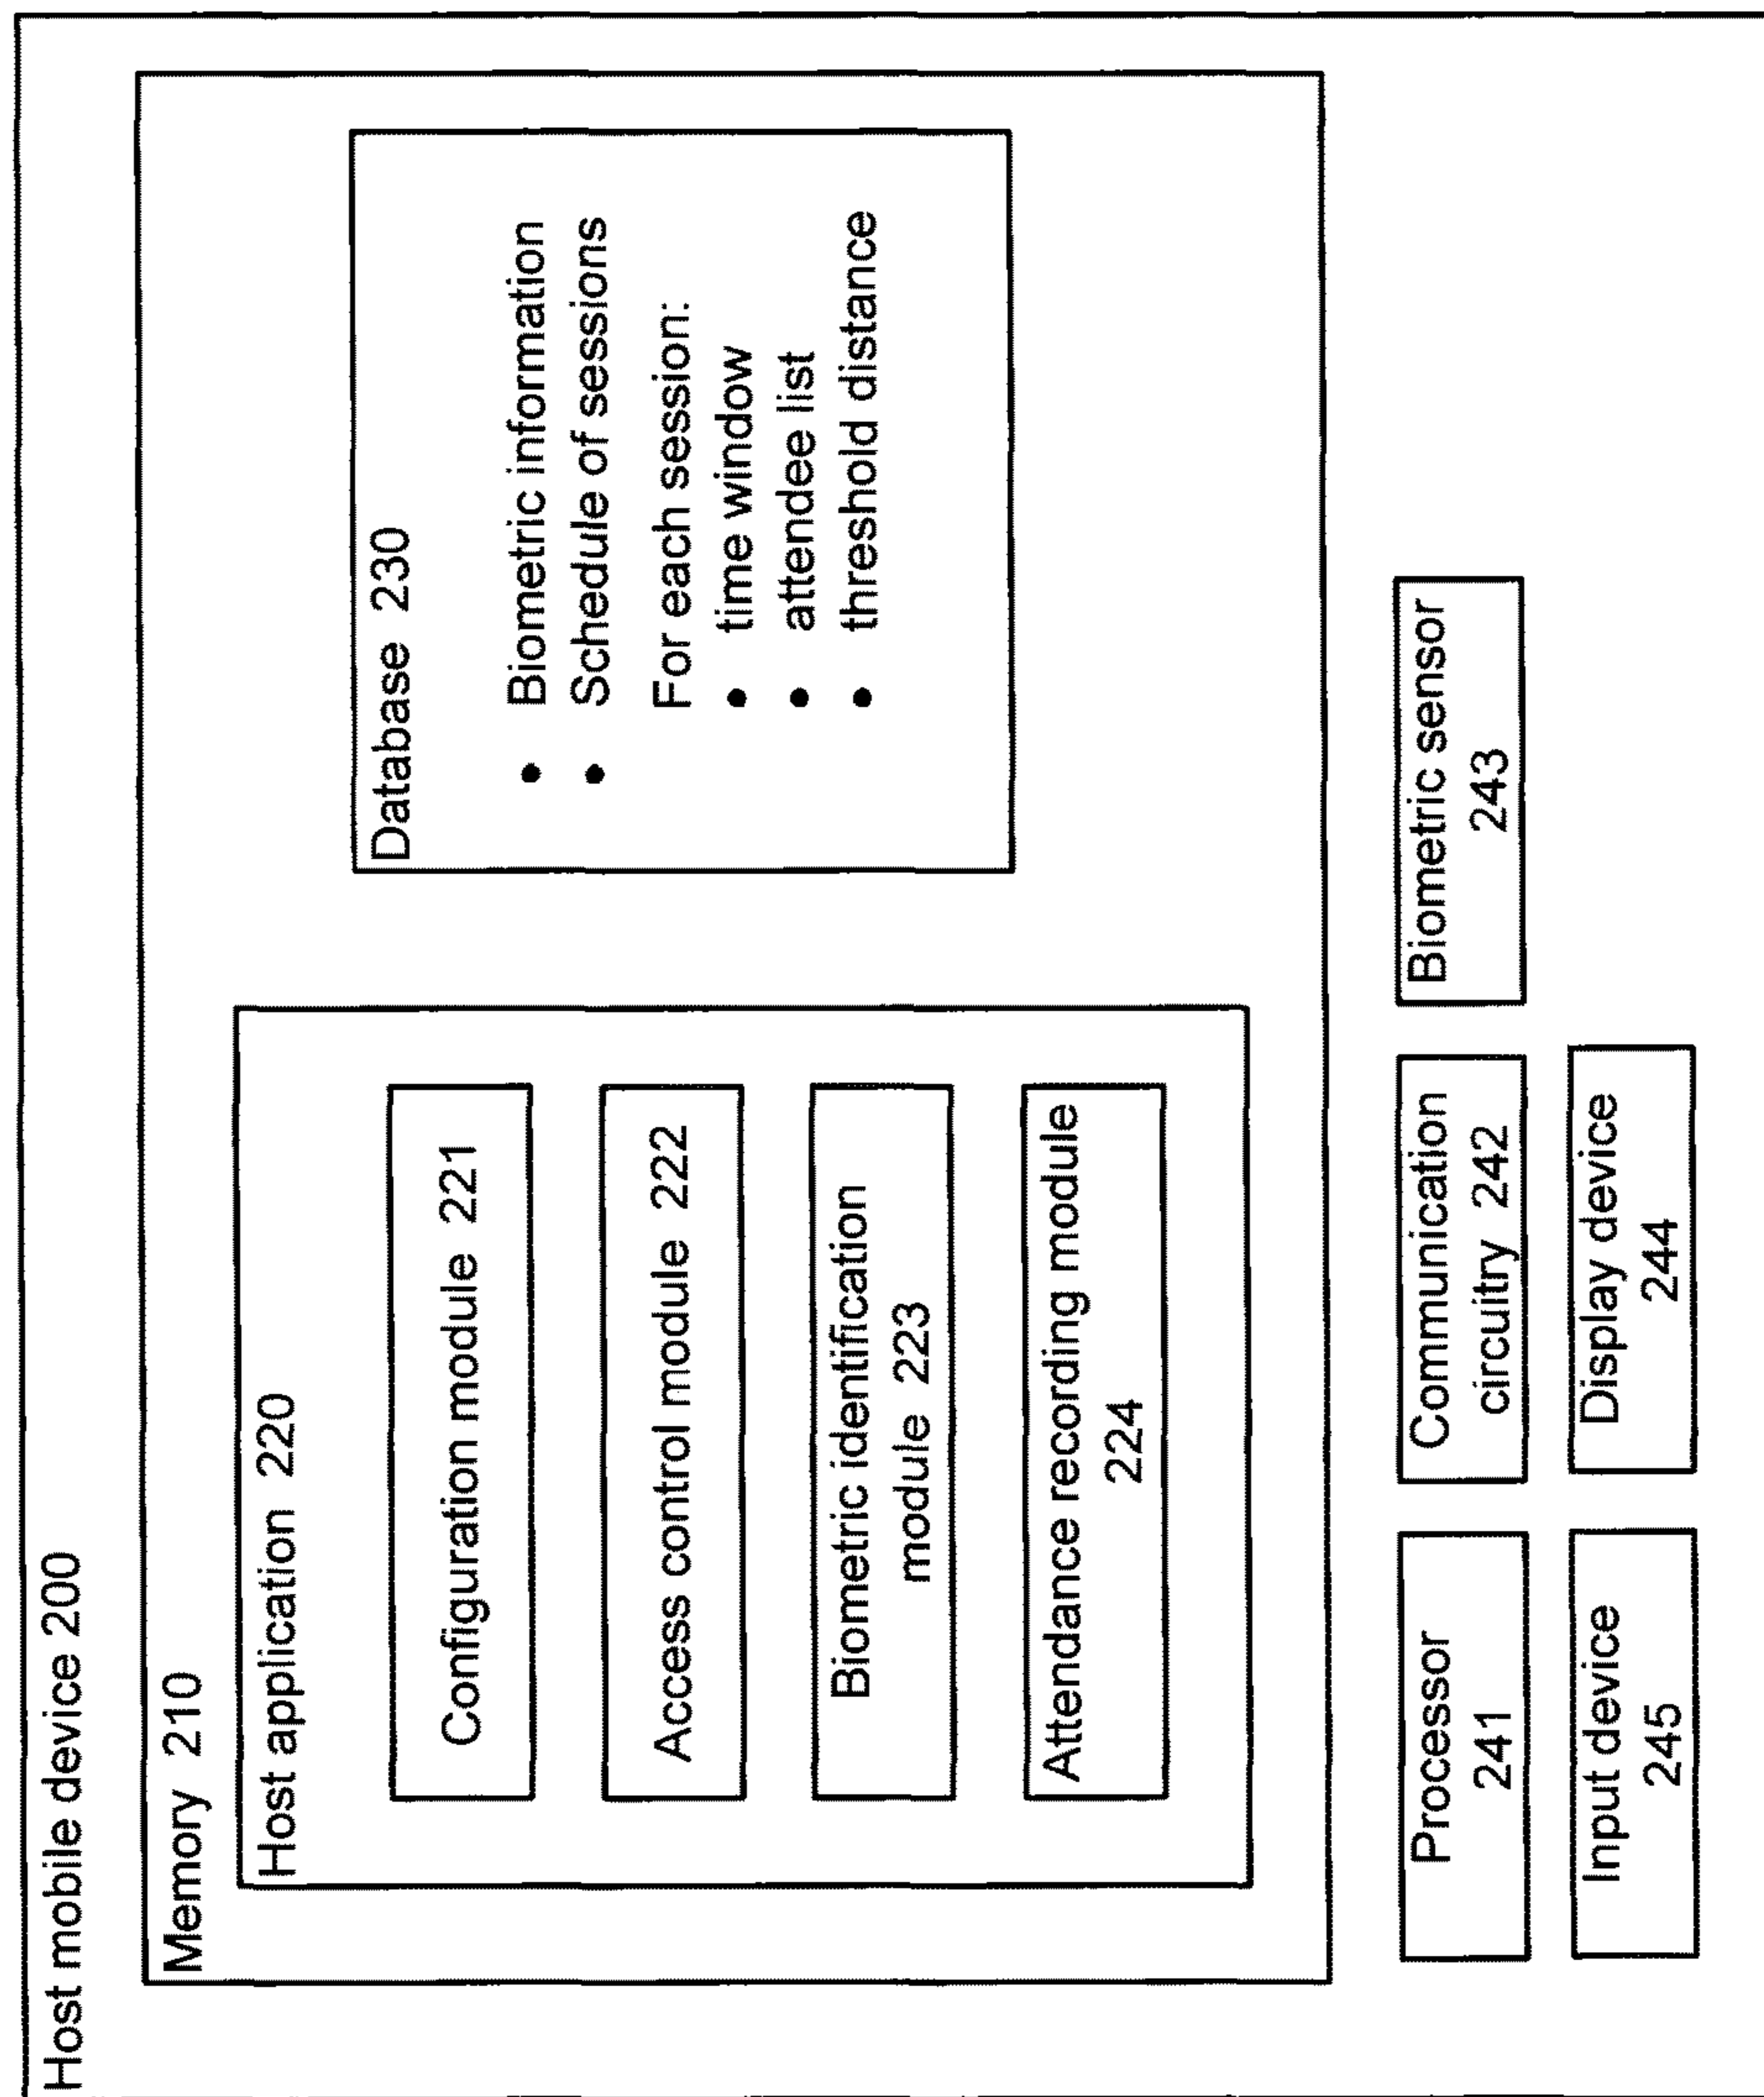 Host mobile device 200
Memory 210
Host application 220
Configuration module 221
Access control module 222
Biometric identification
module 223
Attendance recording module
224
Database 230
• Biometric information
• Schedule of sessions
For each session:
• time window
• attendee list
• threshold distance
Processor
241
Communication
circuitry 242
Biometric sensor
243
Input device
245
Display device
244